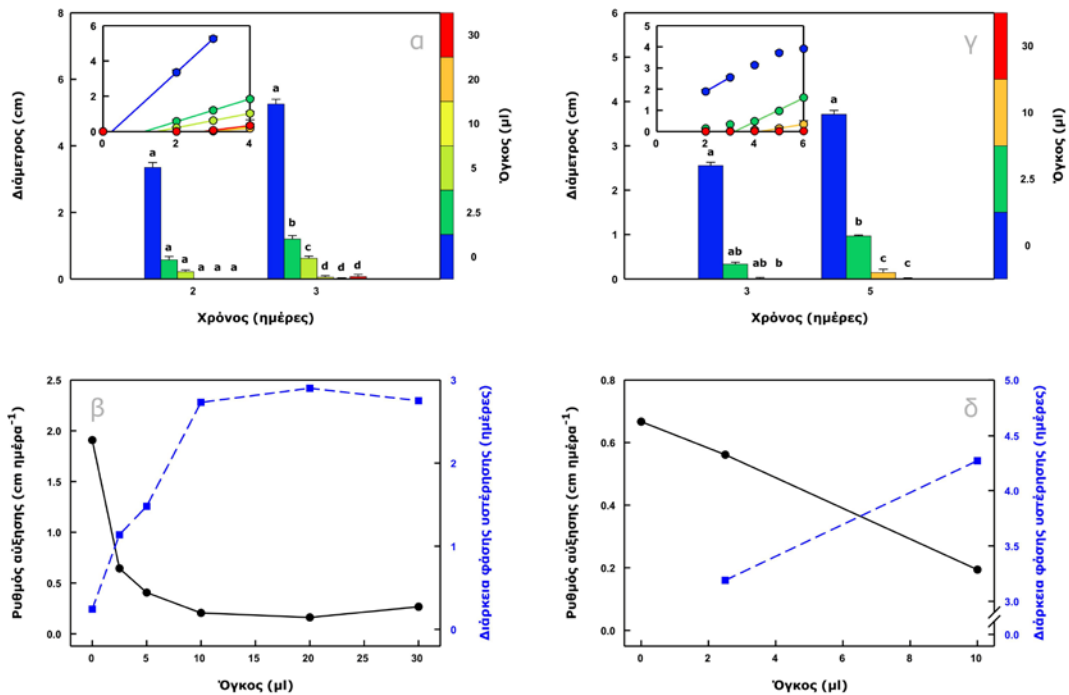 α
Διάμετρος (cm)
8
6
4
2
0
6
4
2
0
0
2
4
a
a
a
a
a
a
b
c
d
d
d
2
3
Χρόνος (ημέρες)
30
20
10
5
2.5
0
Όγκος (μl)
γ
Διάμετρος (cm)
6
5
4
3
2
1
0
5
4
3
2
1
0
0
2
4
6
a
ab
ab
b
a
b
c
c
3
5
Χρόνος (ημέρες)
30
10
2.5
0
Όγκος (μl)
β
Ρυθμός αύξησης (cm ημέρα-1)
2.5
2.0
1.5
1.0
0.5
0.0
0
5
10
20
30
Όγκος (μl)
3
2
1
0
Διάρκεια φάσης υστέρησης (ημέρες)
δ
Ρυθμός αύξησης (cm ημέρα-1)
0.8
0.6
0.4
0.2
0.0
0
2
4
6
8
10
Όγκος (μl)
5.0
4.5
4.0
3.5
3.0
0.0
Διάρκεια φάσης υστέρησης (ημέρες)